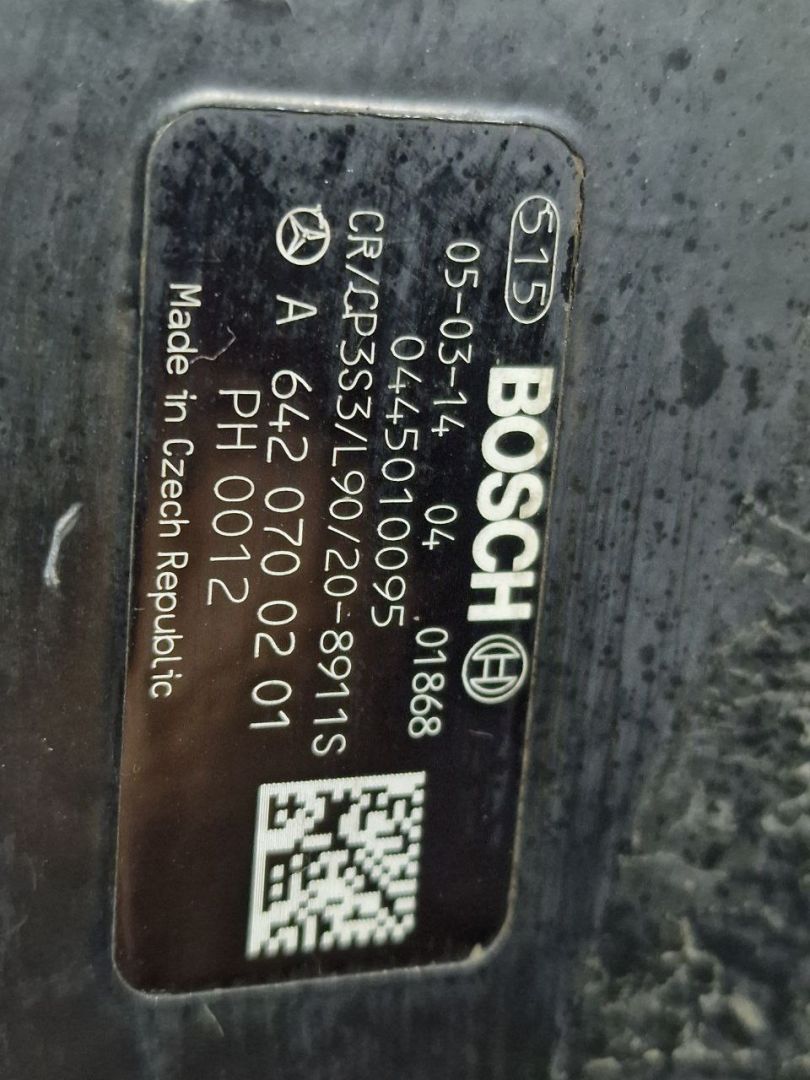 515 BOSCH
05-03-14 04 01868
0445010095
CR/CP3S3/L90/20-8911S
A 642 070 02 01
PH 0012
Made in Czech Republic